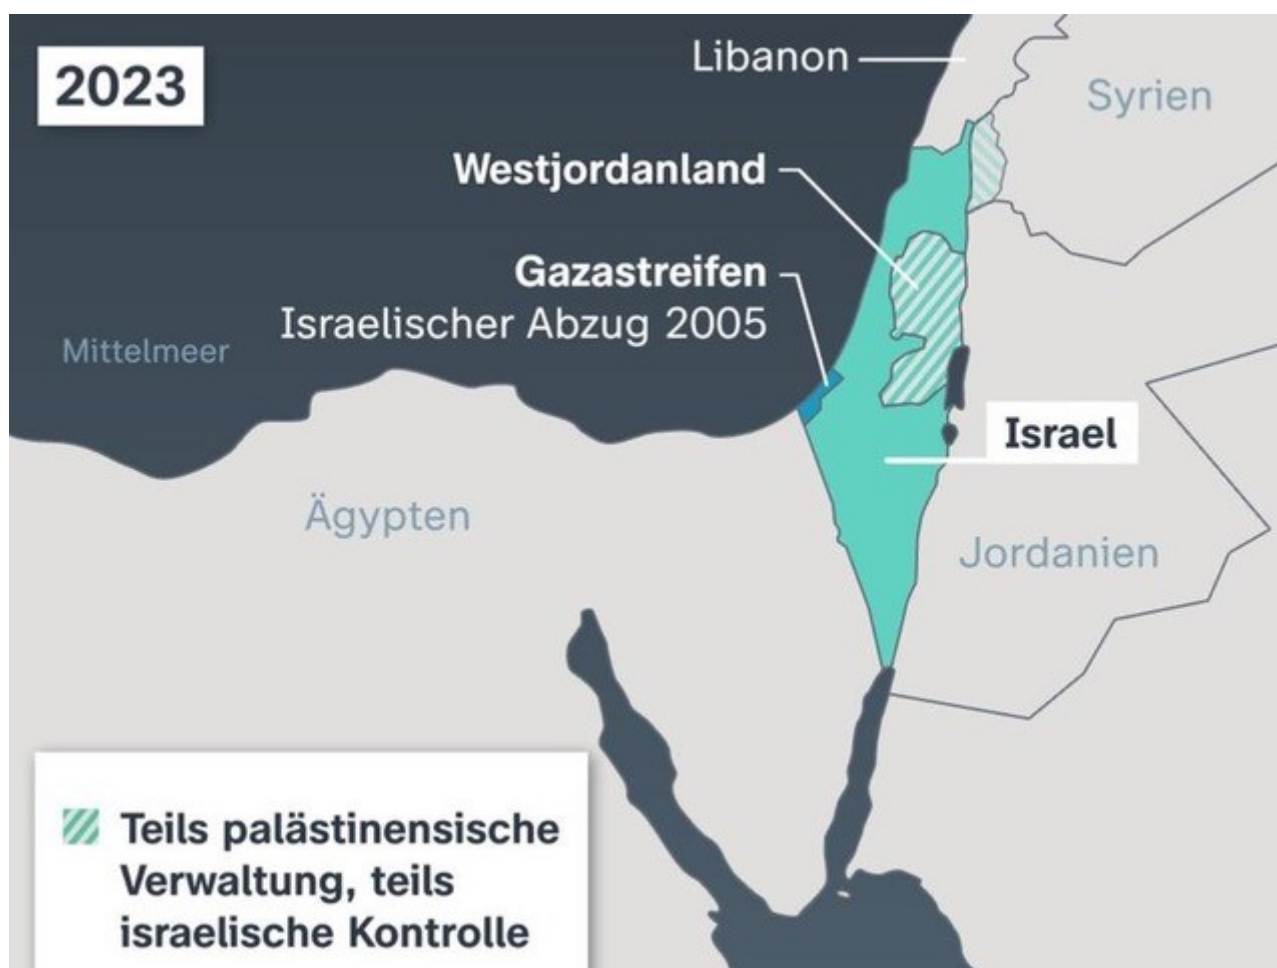 2023
Libanon
Syrien
Westjordanland
Gazastreifen
Israelischer Abzug 2005
Mittelmeer
Israel
Ägypten
Jordanien
Teils palästinensische
Verwaltung, teils
israelische Kontrolle